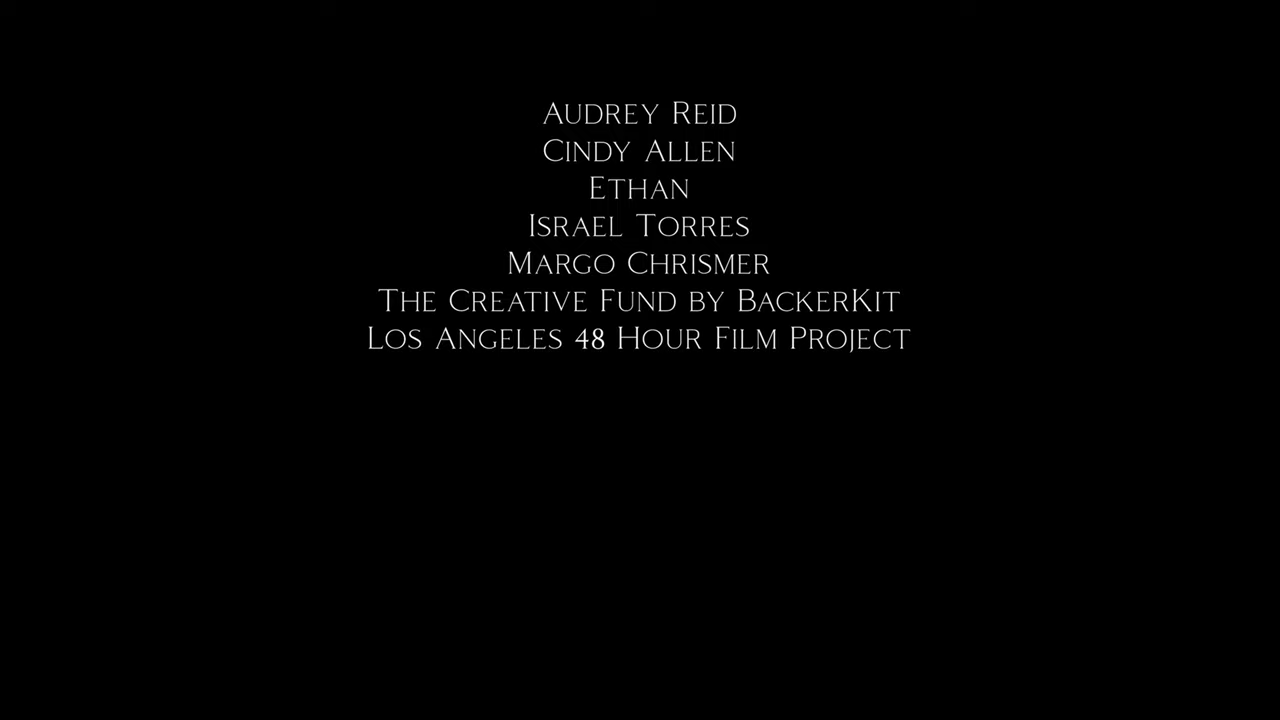 Audrey Reid
Cindy Allen
Ethan
Israel Torres
Margo Chrismer
The Creative Fund by BackerKit
Los Angeles 48 Hour Film Project